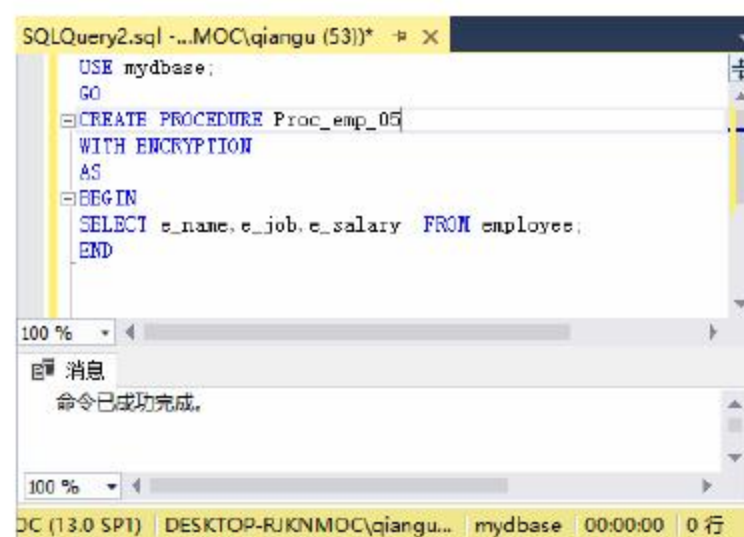 SQLQuery2.sql -...MOC\qiangu (53))*
USE mydbase;
GO
CREATE PROCEDURE Proc_emp_05
WITH ENCRYPTION
AS
BEGIN
SELECT e_name,e_job,e_salary  FROM employee;
END
100 %
消息
命令已成功完成。
100 %
OC (13.0 SP1) DESKTOP-RJKNMOC\qiangu... mydbase 00:00:00 0 行